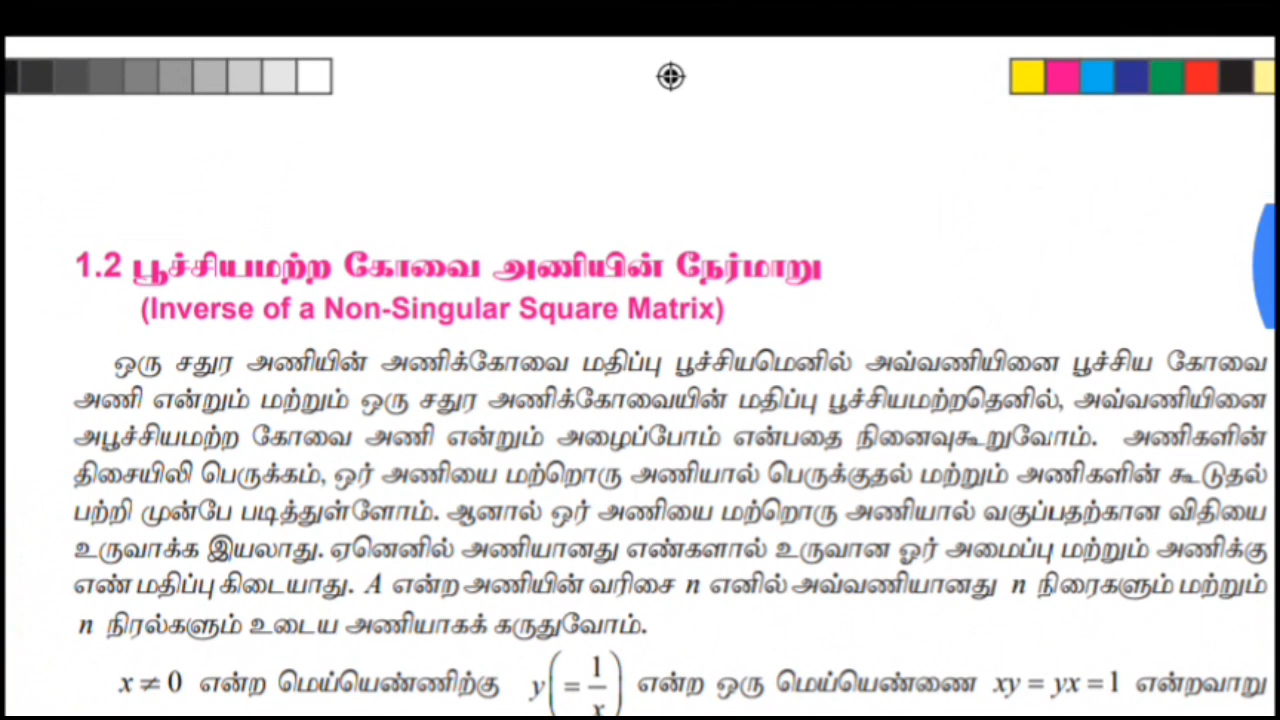 1.2 பூச்சியமற்ற கோவை அணியின் நேர்மாறு
(Inverse of a Non-Singular Square Matrix)
ஒரு சதுர அணியின் அணிக்கோவை மதிப்பு பூச்சியமெனில் அவ்வணியினை பூச்சிய கோவை
அணி என்றும் மற்றும் ஒரு சதுர அணிக்கோவையின் மதிப்பு பூச்சியமற்றதெனில், அவ்வணியினை
அபூச்சியமற்ற கோவை அணி என்றும் அழைப்போம் என்பதை நினைவுகூறுவோம். அணிகளின்
திசையிலி பெருக்கம், ஓர் அணியை மற்றொரு அணியால் பெருக்குதல் மற்றும் அணிகளின் கூடுதல்
பற்றி முன்பே படித்துள்ளோம். ஆனால் ஓர் அணியை மற்றொரு அணியால் வகுப்பதற்கான விதியை
உருவாக்க இயலாது. ஏனெனில் அணியானது எண்களால் உருவான ஓர் அமைப்பு மற்றும் அணிக்கு
எண் மதிப்பு கிடையாது. A என்ற அணியின் வரிசை n எனில் அவ்வணியானது n நிரைகளும் மற்றும்
n நிரல்களும் உடைய அணியாகக் கருதுவோம்.
x ≠ 0 என்ற மெய்யெண்ணிற்கு y(= 1/x) என்ற ஒரு மெய்யெண்ணை xy = yx = 1 என்றவாறு